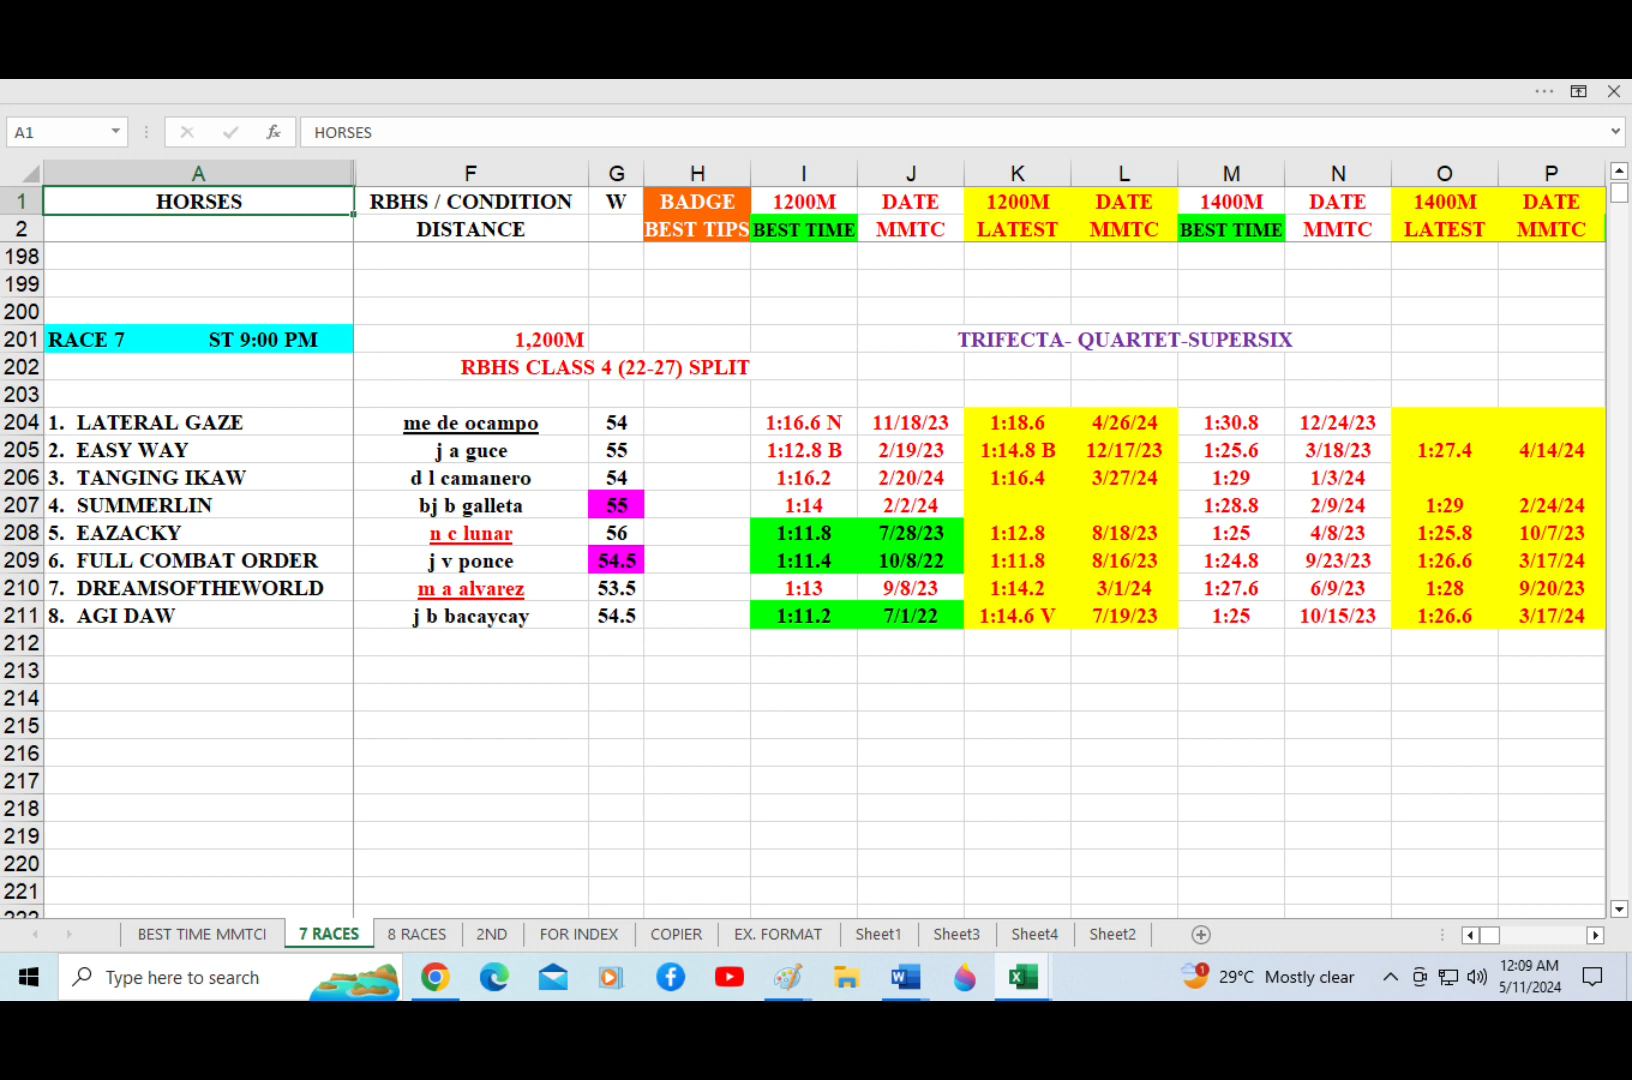 A1 fx HORSES
A F G H I J K L M N O P
1 HORSES RBHS / CONDITION W BADGE 1200M DATE 1200M DATE 1400M DATE 1400M DATE
2 DISTANCE BEST TIPS BEST TIME MMTC LATEST MMTC BEST TIME MMTC LATEST MMTC
198
199
200
201 RACE 7 ST 9:00 PM 1,200M TRIFECTA- QUARTET-SUPERSIX
202 RBHS CLASS 4 (22-27) SPLIT
203
204 1. LATERAL GAZE me de ocampo 54 1:16.6 N 11/18/23 1:18.6 4/26/24 1:30.8 12/24/23
205 2. EASY WAY j a guce 55 1:12.8 B 2/19/23 1:14.8 B 12/17/23 1:25.6 3/18/23 1:27.4 4/14/24
206 3. TANGING IKAW d l camanero 54 1:16.2 2/20/24 1:16.4 3/27/24 1:29 1/3/24
207 4. SUMMERLIN bj b galleta 55 1:14 2/2/24 1:28.8 2/9/24 1:29 2/24/24
208 5. EAZACKY n c lunar 56 1:11.8 7/28/23 1:12.8 8/18/23 1:25 4/8/23 1:25.8 10/7/23
209 6. FULL COMBAT ORDER j v ponce 54.5 1:11.4 10/8/22 1:11.8 8/16/23 1:24.8 9/23/23 1:26.6 3/17/24
210 7. DREAMSOFTHEWORLD m a alvarez 53.5 1:13 9/8/23 1:14.2 3/1/24 1:27.6 6/9/23 1:28 9/20/23
211 8. AGI DAW j b bacaycay 54.5 1:11.2 7/1/22 1:14.6 V 7/19/23 1:25 10/15/23 1:26.6 3/17/24
212
213
214
215
216
217
218
219
220
221
222
BEST TIME MMTCI 7 RACES 8 RACES 2ND FOR INDEX COPIER EX. FORMAT Sheet1 Sheet3 Sheet4 Sheet2
Type here to search 1 29°C Mostly clear 12:09 AM
5/11/2024